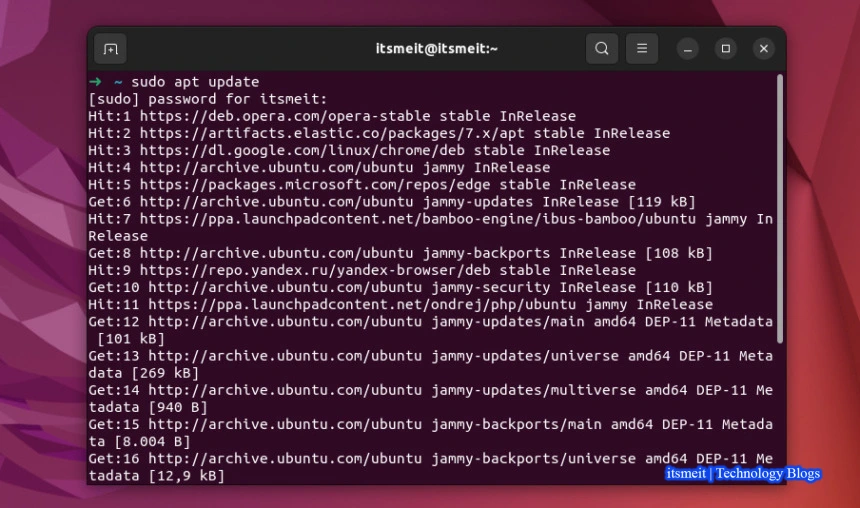 itsmeit@itsmeit:~
➜ ~ sudo apt update
[sudo] password for itsmeit:
Hit:1 https://deb.opera.com/opera-stable stable InRelease
Hit:2 https://artifacts.elastic.co/packages/7.x/apt stable InRelease
Hit:3 https://dl.google.com/linux/chrome/deb stable InRelease
Hit:4 http://archive.ubuntu.com/ubuntu jammy InRelease
Hit:5 https://packages.microsoft.com/repos/edge stable InRelease
Get:6 http://archive.ubuntu.com/ubuntu jammy-updates InRelease [119 kB]
Hit:7 https://ppa.launchpadcontent.net/bamboo-engine/ibus-bamboo/ubuntu jammy In
Release
Get:8 http://archive.ubuntu.com/ubuntu jammy-backports InRelease [108 kB]
Hit:9 https://repo.yandex.ru/yandex-browser/deb stable InRelease
Get:10 http://archive.ubuntu.com/ubuntu jammy-security InRelease [110 kB]
Hit:11 https://ppa.launchpadcontent.net/ondrej/php/ubuntu jammy InRelease
Get:12 http://archive.ubuntu.com/ubuntu jammy-updates/main amd64 DEP-11 Metadata
 [101 kB]
Get:13 http://archive.ubuntu.com/ubuntu jammy-updates/universe amd64 DEP-11 Meta
data [269 kB]
Get:14 http://archive.ubuntu.com/ubuntu jammy-updates/multiverse amd64 DEP-11 Me
tadata [940 B]
Get:15 http://archive.ubuntu.com/ubuntu jammy-backports/main amd64 DEP-11 Metada
ta [8.004 B]
Get:16 http://archive.ubuntu.com/ubuntu jammy-backports/universe amd64 DEP-11 Me
tadata [12,9 kB]
itsmeit | Technology Blogs